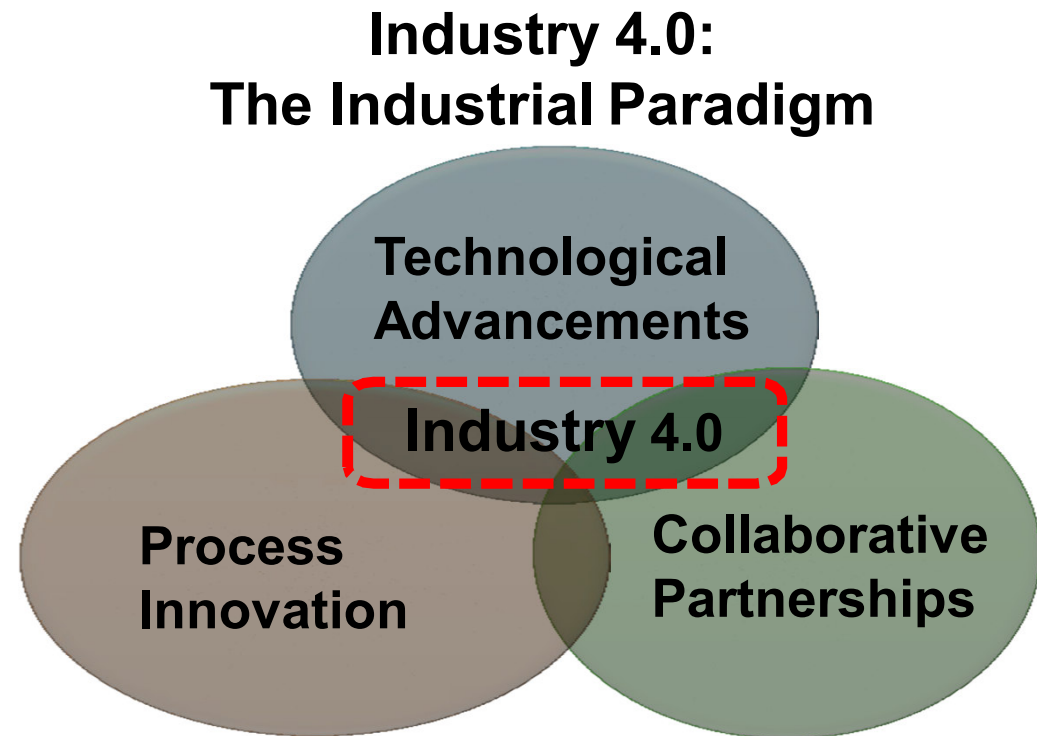 Industry 4.0:
The Industrial Paradigm
Technological
Advancements
Industry 4.0
Process
Innovation
Collaborative
Partnerships